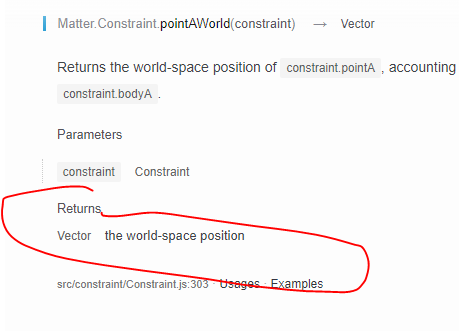 Matter.Constraint.pointAWorld(constraint) → Vector
Returns the world-space position of constraint.pointA , accounting
constraint.bodyA .
Parameters
constraint Constraint
Returns
Vector the world-space position
src/constraint/Constraint.js:303 · Usages · Examples